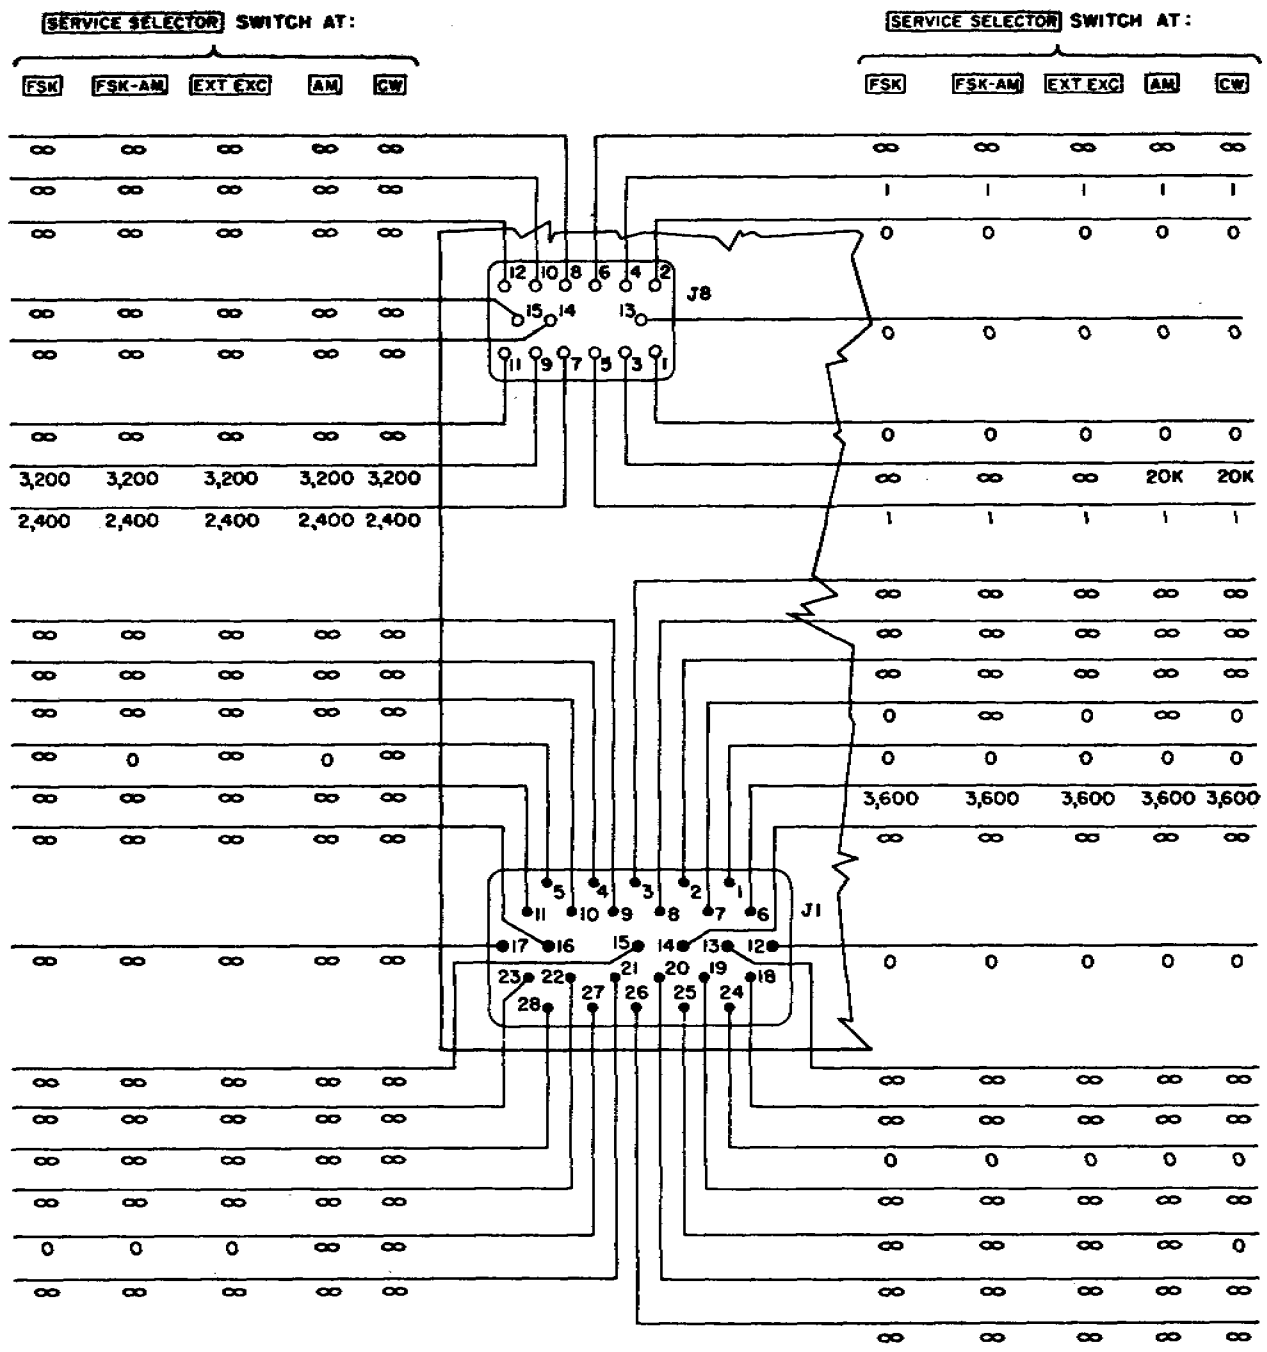 SERVICE SELECTOR SWITCH AT: SERVICE SELECTOR SWITCH AT:
FSK FSK-AM EXT EXC AM CW FSK FSK-AM EXT EXC AM CW
∞ ∞ ∞ ∞ ∞ ∞ ∞ ∞ ∞ ∞
∞ ∞ ∞ ∞ ∞ 1 1 1 1 1
∞ ∞ ∞ ∞ ∞ 0 0 0 0 0
12 10 8 6 4 2
J8
∞ ∞ ∞ ∞ ∞ 15 14 13
∞ ∞ ∞ ∞ ∞ 0 0 0 0 0
11 9 7 5 3 1
∞ ∞ ∞ ∞ ∞ 0 0 0 0 0
3,200 3,200 3,200 3,200 3,200 ∞ ∞ ∞ 20K 20K
2,400 2,400 2,400 2,400 2,400 1 1 1 1 1
∞ ∞ ∞ ∞ ∞
∞ ∞ ∞ ∞ ∞ ∞ ∞ ∞ ∞ ∞
∞ ∞ ∞ ∞ ∞ ∞ ∞ ∞ ∞ ∞
∞ ∞ ∞ ∞ ∞ 0 ∞ 0 ∞ 0
∞ 0 ∞ 0 ∞ 0 0 0 0 0
∞ ∞ ∞ ∞ ∞ 3,600 3,600 3,600 3,600 3,600
∞ ∞ ∞ ∞ ∞ ∞ ∞ ∞ ∞ ∞
5 4 3 2 1
11 10 9 8 7 6 J1
17 16 15 14 13 12
∞ ∞ ∞ ∞ ∞ 0 0 0 0 0
23 22 21 20 19 18
28 27 26 25 24
∞ ∞ ∞ ∞ ∞ ∞ ∞ ∞ ∞ ∞
∞ ∞ ∞ ∞ ∞ ∞ ∞ ∞ ∞ ∞
∞ ∞ ∞ ∞ ∞ 0 0 0 0 0
∞ ∞ ∞ ∞ ∞ ∞ ∞ ∞ ∞ ∞
0 0 0 ∞ ∞ ∞ ∞ ∞ ∞ 0
∞ ∞ ∞ ∞ ∞ ∞ ∞ ∞ ∞ ∞
∞ ∞ ∞ ∞ ∞